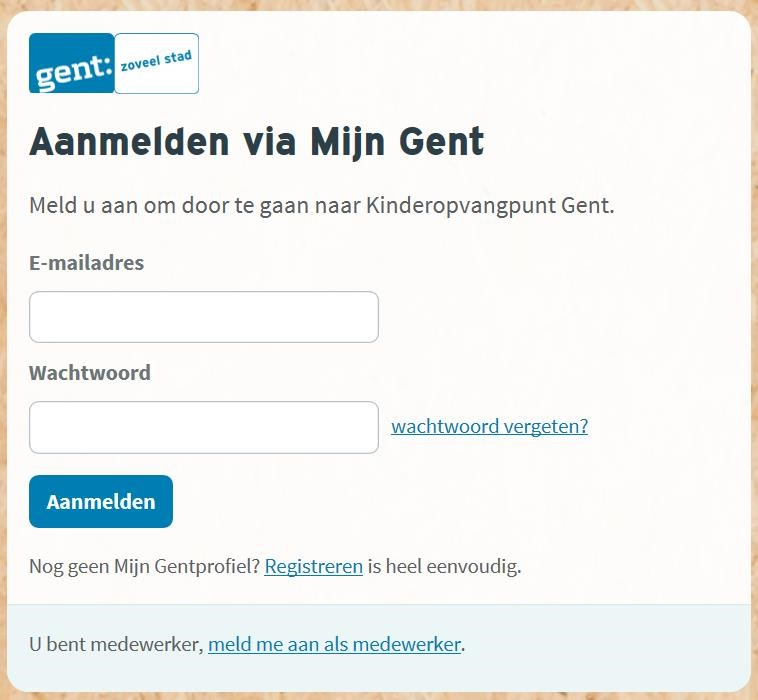 gent: zoveel stad
Aanmelden via Mijn Gent
Meld u aan om door te gaan naar Kinderopvangpunt Gent.
E-mailadres
Wachtwoord
wachtwoord vergeten?
Aanmelden
Nog geen Mijn Gentprofiel? Registreren is heel eenvoudig.
U bent medewerker, meld me aan als medewerker.